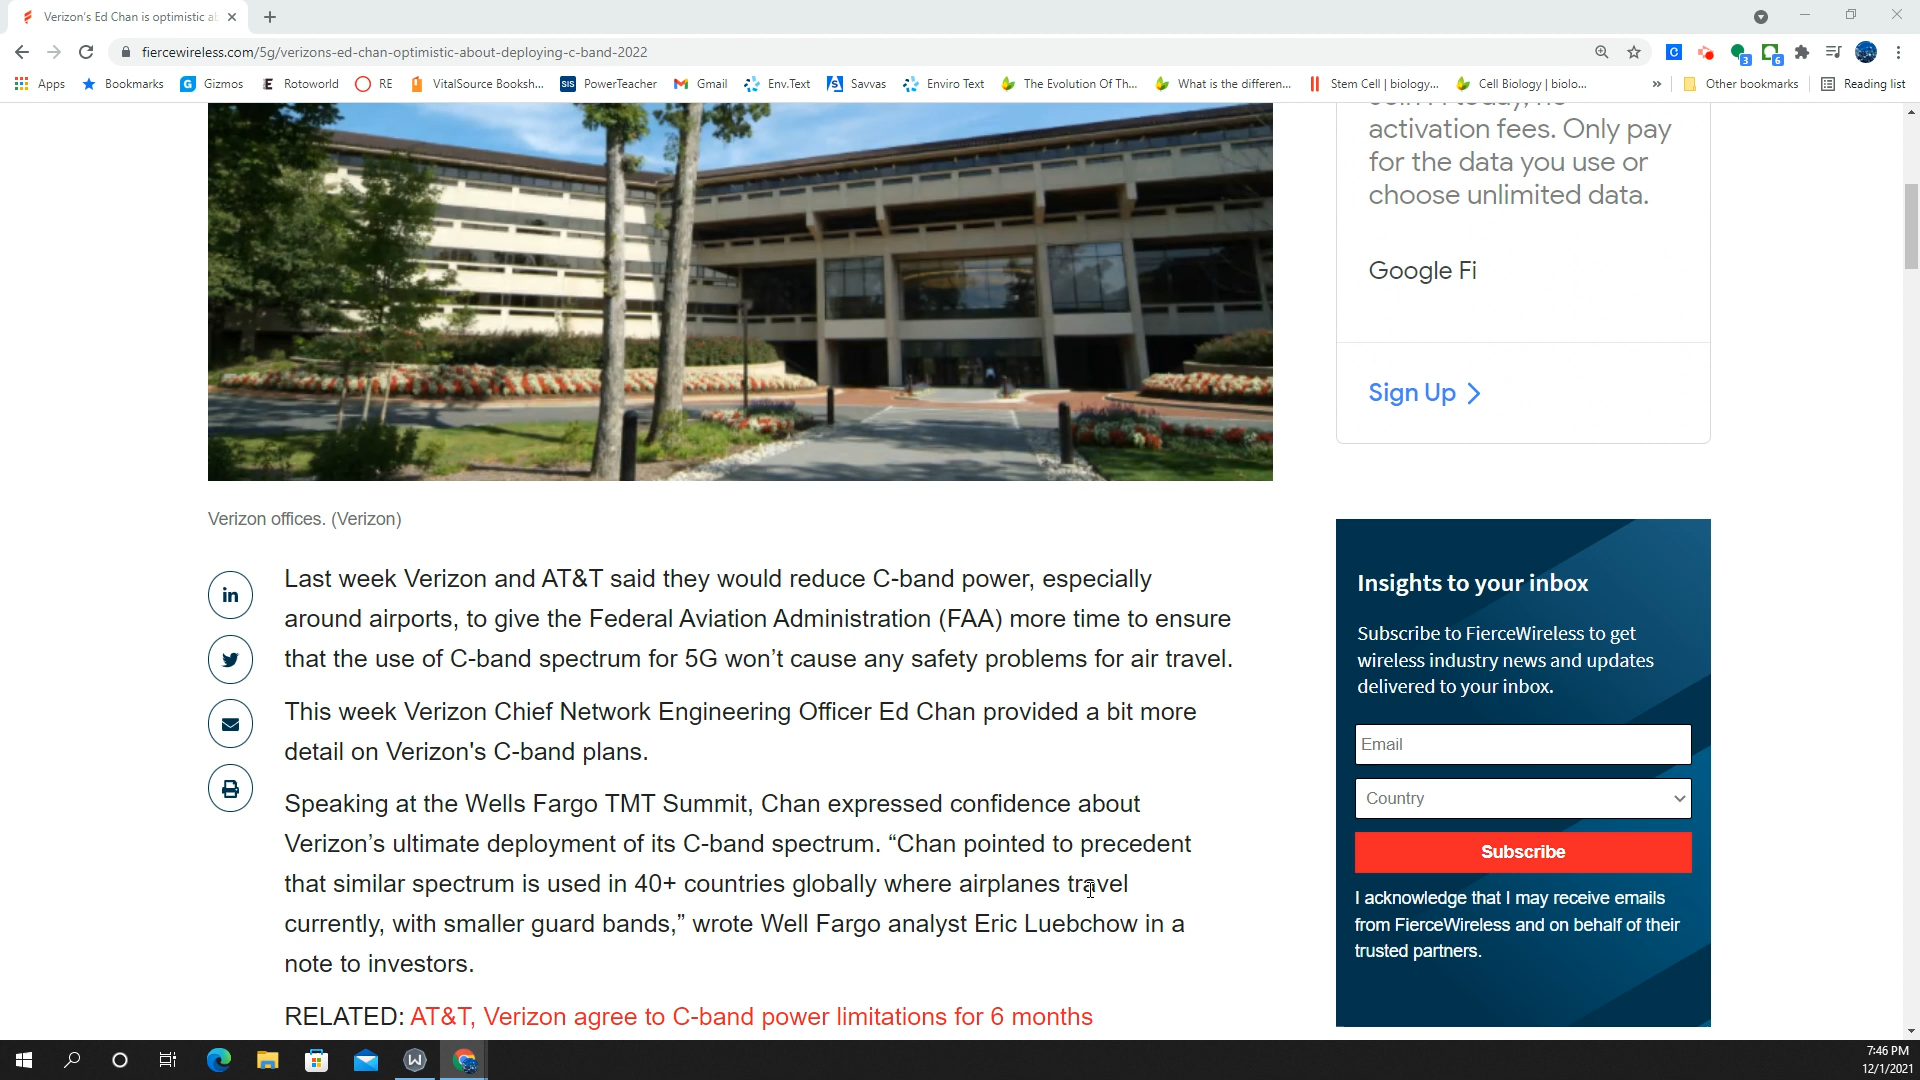 Verizon's Ed Chan is optimistic a
fiercewireless.com/5g/verizons-ed-chan-optimistic-about-deploying-c-band-2022
3
6
Apps
Bookmarks
Gizmos
Rotoworld
RE
VitalSource Booksh...
SIS
PowerTeacher
Gmail
Env.Text
Savvas
Enviro Text
The Evolution Of Th...
What is the differen...
Stem Cell | biology...
Cell Biology | biolo...
»
Other bookmarks
Reading list
activation fees. Only pay
for the data you use or
choose unlimited data.
Google Fi
Sign Up
Verizon offices. (Verizon)
in
Last week Verizon and AT&T said they would reduce C-band power, especially
around airports, to give the Federal Aviation Administration (FAA) more time to ensure
that the use of C-band spectrum for 5G won’t cause any safety problems for air travel.
This week Verizon Chief Network Engineering Officer Ed Chan provided a bit more
detail on Verizon's C-band plans.
Speaking at the Wells Fargo TMT Summit, Chan expressed confidence about
Verizon’s ultimate deployment of its C-band spectrum. “Chan pointed to precedent
that similar spectrum is used in 40+ countries globally where airplanes travel
currently, with smaller guard bands,” wrote Well Fargo analyst Eric Luebchow in a
note to investors.
RELATED: AT&T, Verizon agree to C-band power limitations for 6 months
Insights to your inbox
Subscribe to FierceWireless to get
wireless industry news and updates
delivered to your inbox.
Email
Country
Subscribe
I acknowledge that I may receive emails
from FierceWireless and on behalf of their
trusted partners.
7:46 PM
12/1/2021